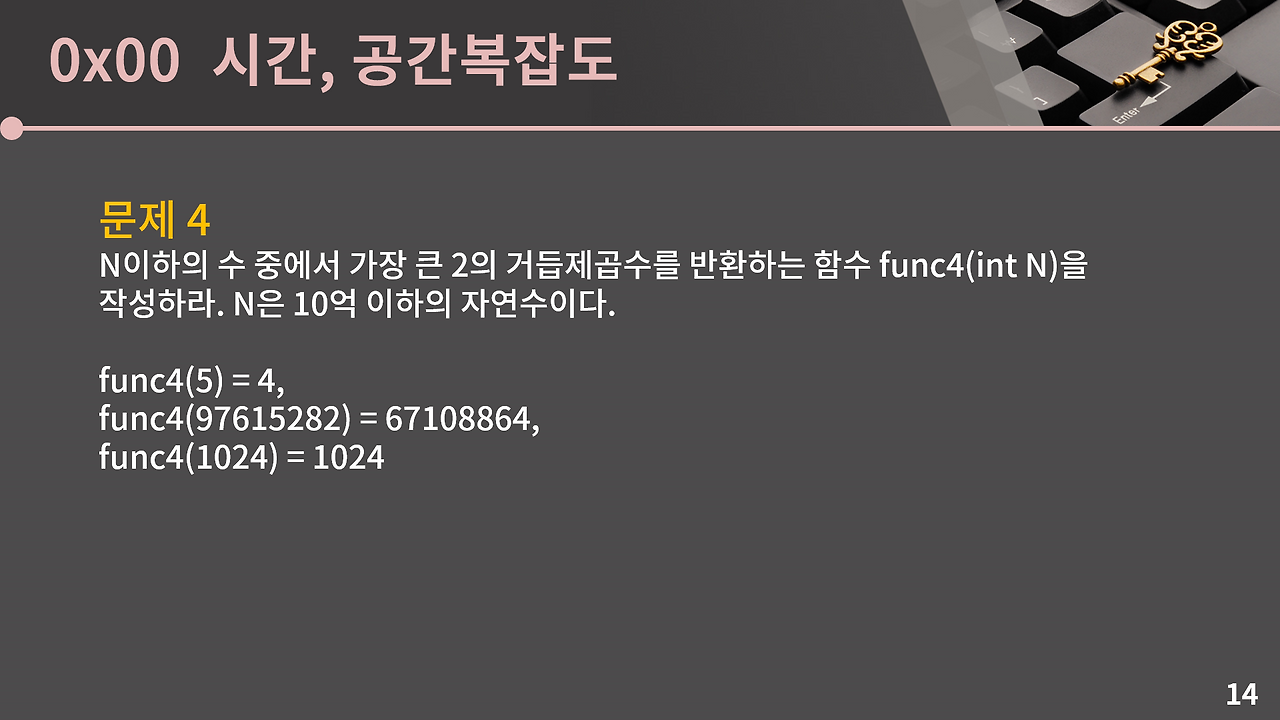 0x00 시간, 공간복잡도
Enter
문제 4
N이하의 수 중에서 가장 큰 2의 거듭제곱수를 반환하는 함수 func4(int N)을
작성하라. N은 10억 이하의 자연수이다.
func4(5) = 4,
func4(97615282) = 67108864,
func4(1024) = 1024
14